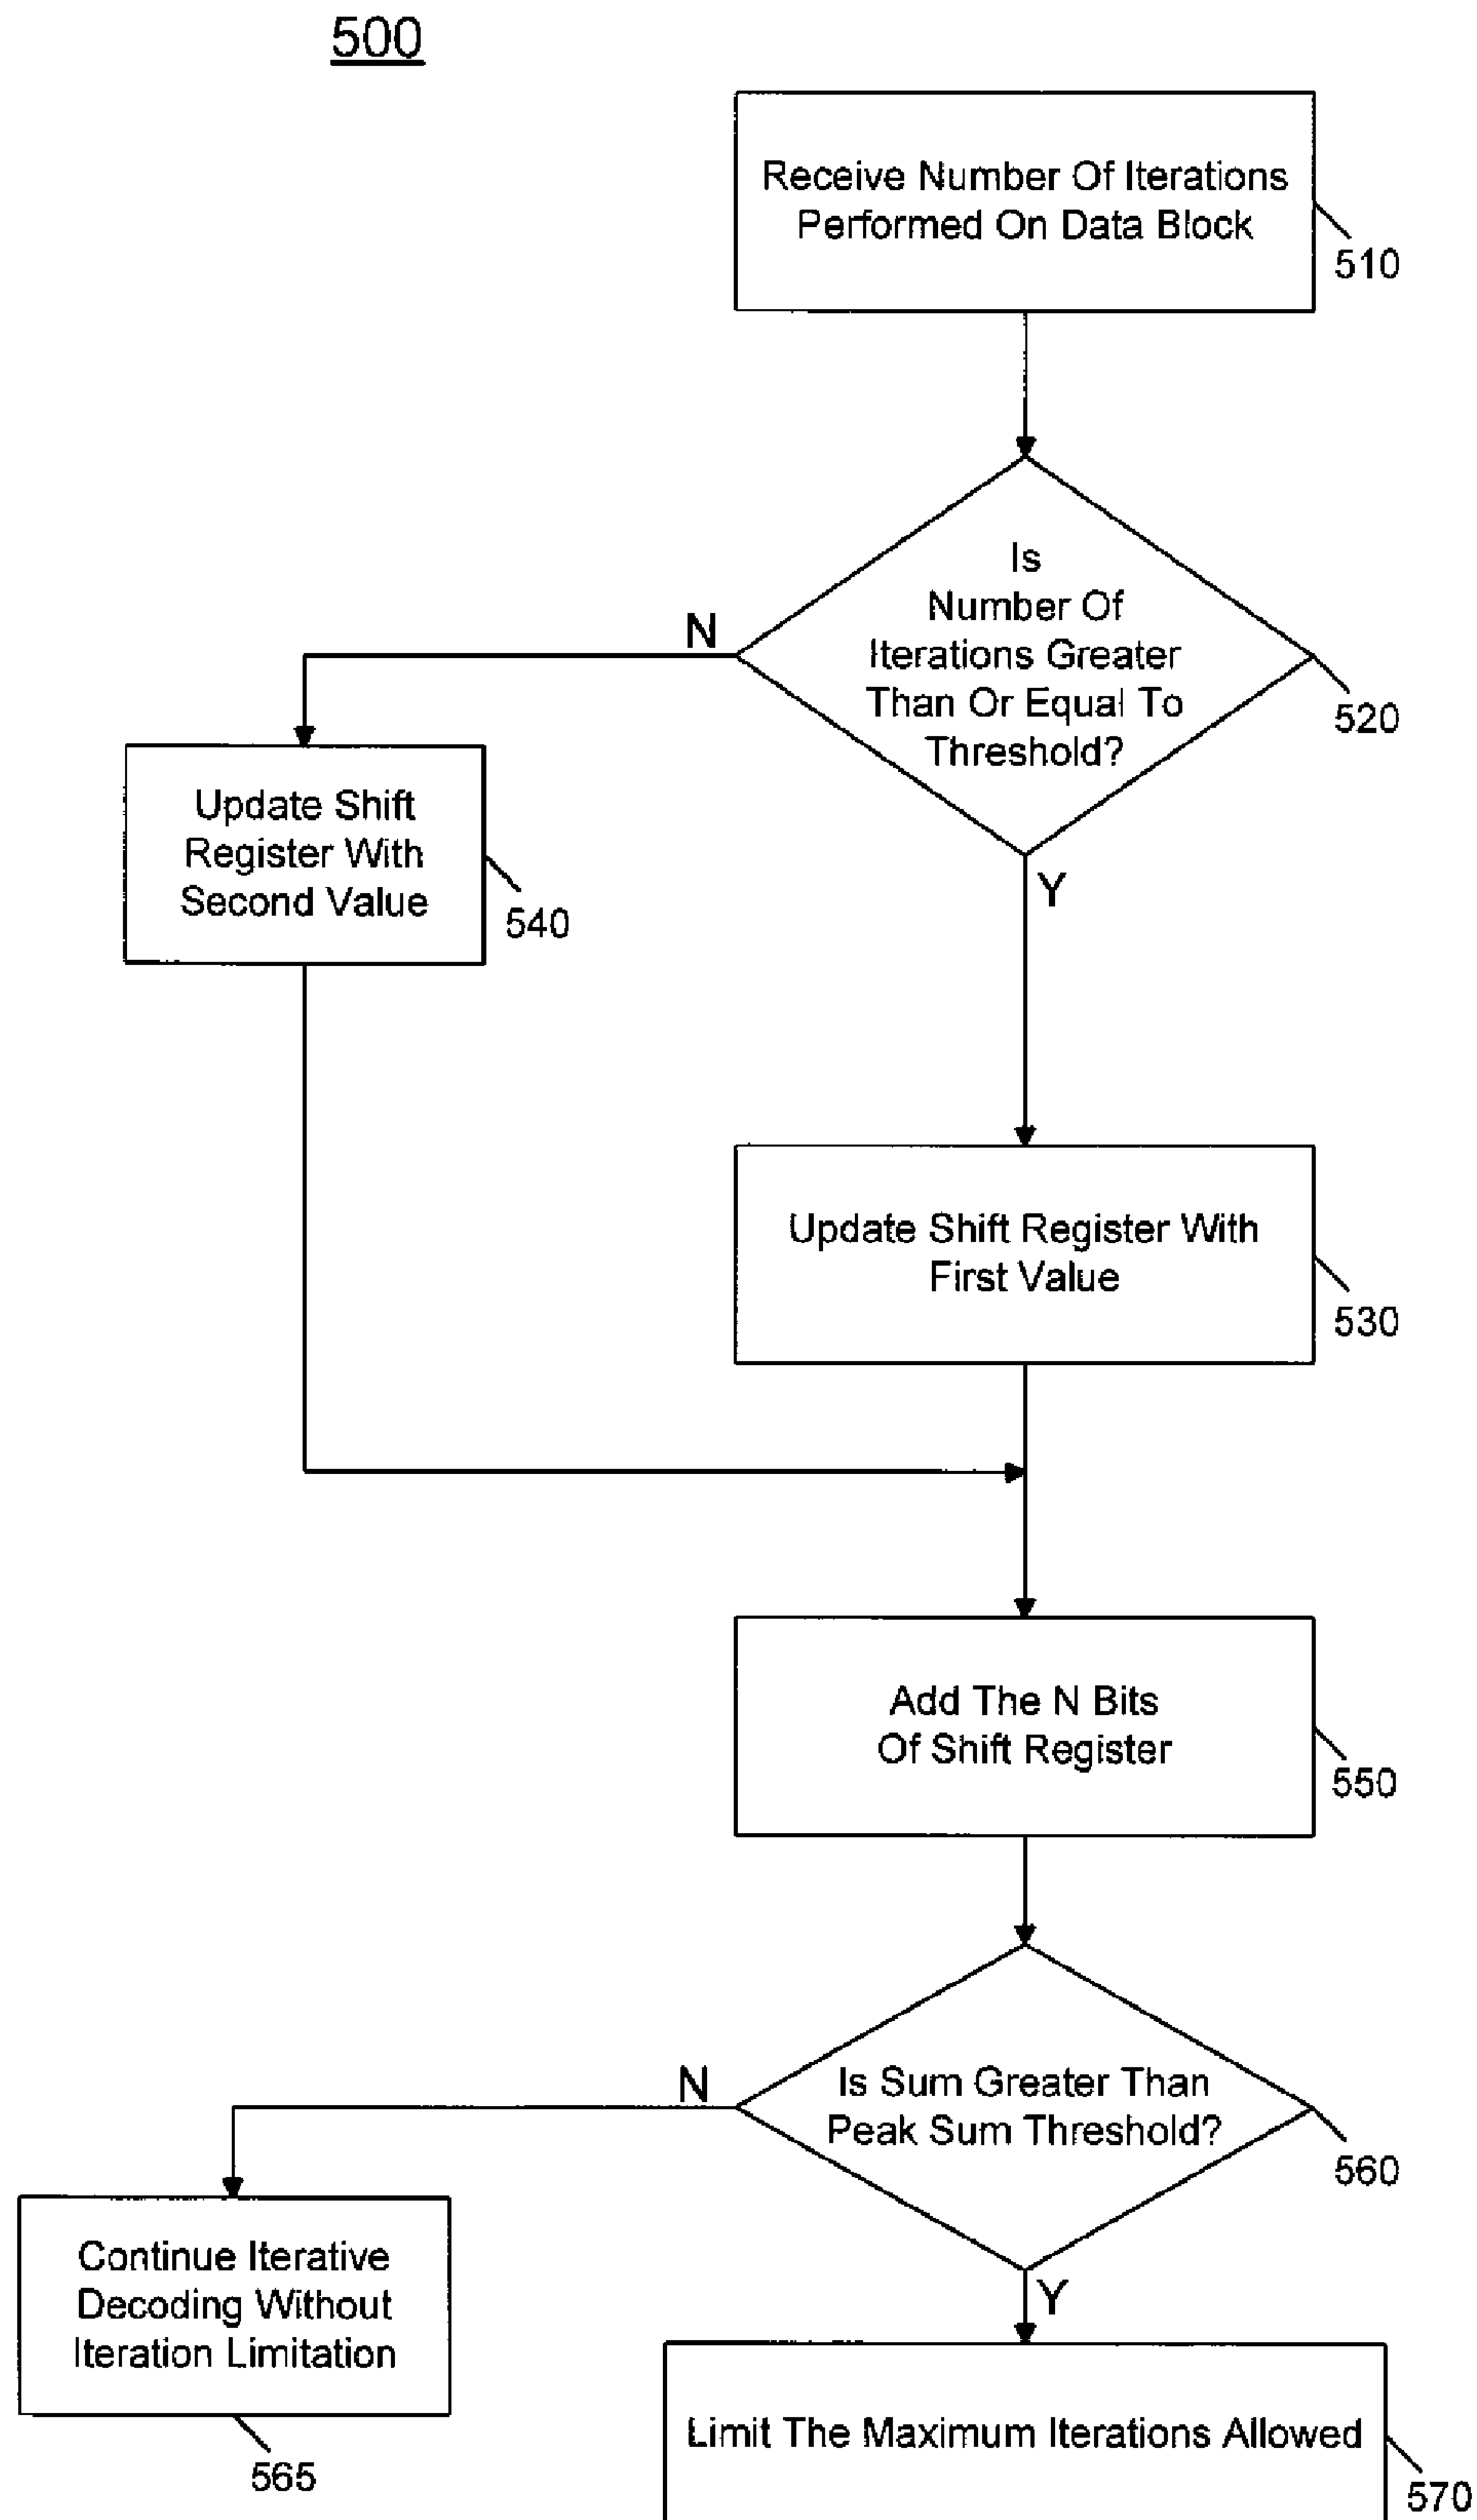 500
Receive Number Of Iterations
Performed On Data Block
510
Is
Number Of
Iterations Greater
Than Or Equal To
Threshold?
520
N
Y
Update Shift
Register With
Second Value
540
Update Shift Register With
First Value
530
Add The N Bits
Of Shift Register
550
Is Sum Greater Than
Peak Sum Threshold?
560
N
Y
Continue Iterative
Decoding Without
Iteration Limitation
565
Limit The Maximum Iterations Allowed
570